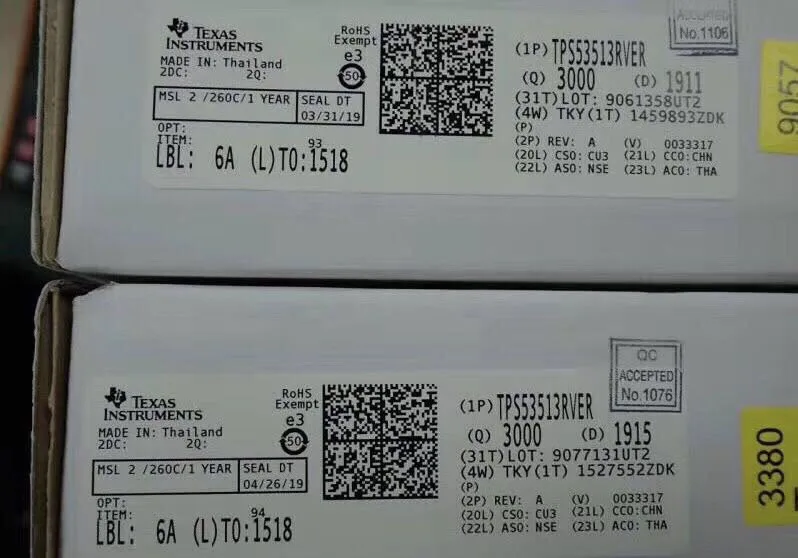 TEXAS
INSTRUMENTS
MADE IN: Thailand
2DC: 2Q:
MSL 2 /260C/1 YEAR
SEAL DT
03/31/19
OPT:
ITEM:
93
LBL: 6A (L)TO:1518
RoHS
Exempt
e3
50
(1P) TPS53513RVER
(Q) 3000 (D) 1911
(31T)LOT: 9061358UT2
(4W) TKY(1T) 1459893ZDK
(P)
(2P) REV: A (V) 0033317
(20L) CSO: CU3 (21L) CCO:CHN
(22L) ASO: NSE (23L) ACO: THA
ACCEPTED
No.1106
9057
TEXAS
INSTRUMENTS
MADE IN: Thailand
2DC: 2Q:
MSL 2 /260C/1 YEAR
SEAL DT
04/26/19
OPT:
ITEM:
94
LBL: 6A (L)TO:1518
RoHS
Exempt
e3
50
(1P) TPS53513RVER
(Q) 3000 (D) 1915
(31T)LOT: 9077131UT2
(4W) TKY(1T) 1527552ZDK
(P)
(2P) REV: A (V) 0033317
(20L) CSO: CU3 (21L) CCO:CHN
(22L) ASO: NSE (23L) ACO: THA
QC
ACCEPTED
No.1076
3380